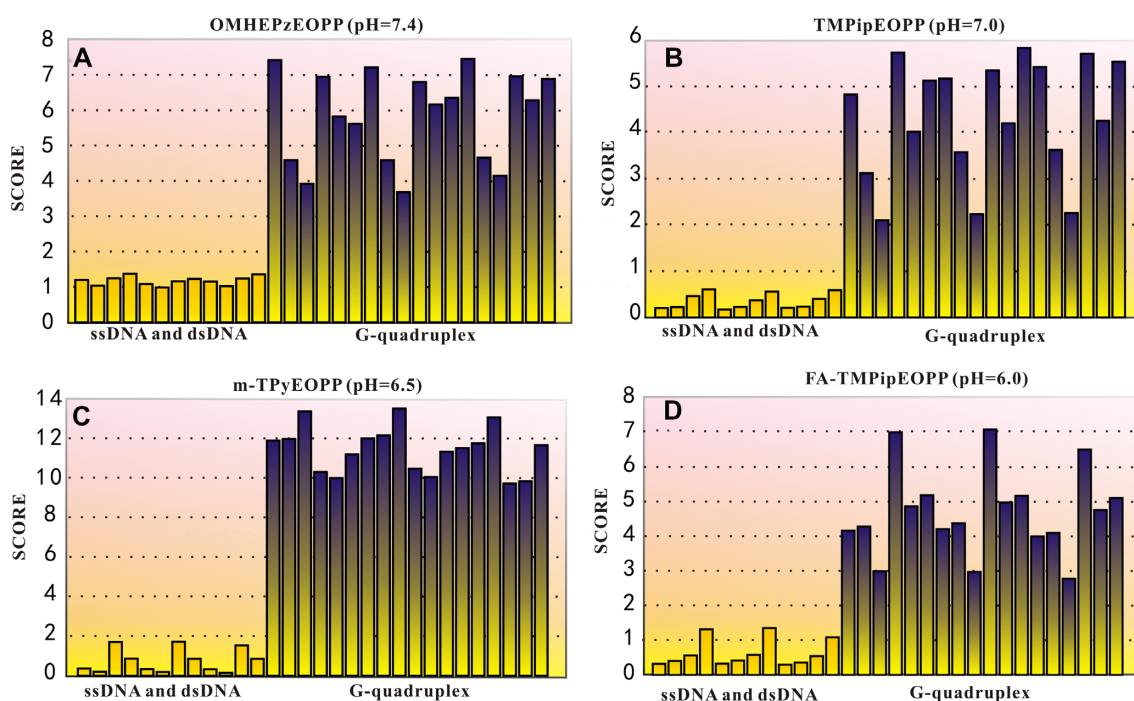 OMHEPzEOPP (pH=7.4)
A
SCORE
8
7
6
5
4
3
2
1
0
ssDNA and dsDNA
G-quadruplex
TMPipEOPP (pH=7.0)
B
SCORE
6
5
4
3
2
1
0
ssDNA and dsDNA
G-quadruplex
m-TPyEOPP (pH=6.5)
C
SCORE
14
12
10
8
6
4
2
0
ssDNA and dsDNA
G-quadruplex
FA-TMPipEOPP (pH=6.0)
D
SCORE
8
7
6
5
4
3
2
1
0
ssDNA and dsDNA
G-quadruplex